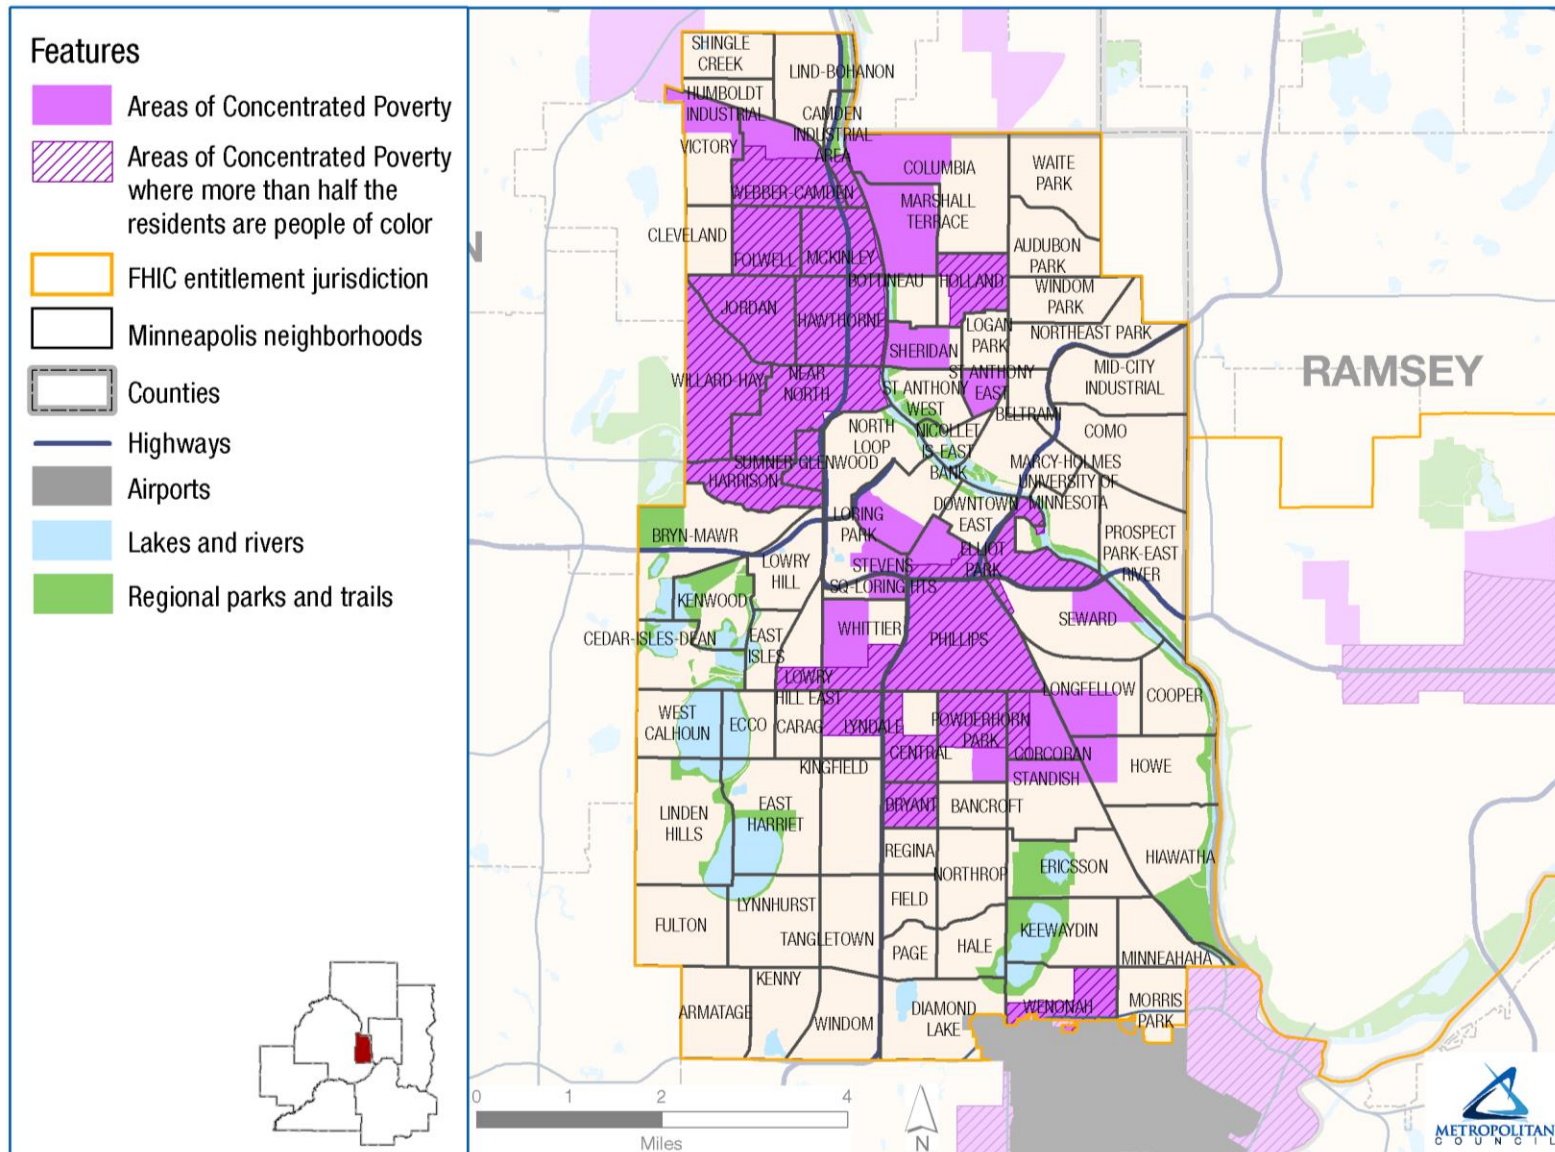 Features
Areas of Concentrated Poverty
Areas of Concentrated Poverty
where more than half the
residents are people of color
FHIC entitlement jurisdiction
Minneapolis neighborhoods
Counties
Highways
Airports
Lakes and rivers
Regional parks and trails
SHINGLE
CREEK
LIND-BOHANON
HUMBOLDT
INDUSTRIAL
CAMDEN
INDUSTRIAL
AREA
VICTORY
COLUMBIA
WAITE
PARK
WEBBER-CAMDEN
MARSHALL
TERRACE
CLEVELAND
FOLWELL
MCKINLEY
AUDUBON
PARK
BOTTINEAU
HOLLAND
WINDOM
PARK
JORDAN
HAWTHORNE
LOGAN
PARK
NORTHEAST PARK
SHERIDAN
MID-CITY
INDUSTRIAL
WILLARD-HAY
NEAR
NORTH
ST ANTHONY
EAST
ST ANTHONY
WEST
BELTRAMI
COMO
NORTH
LOOP
NICOLLET
IS-EAST
BANK
SUMNER-GLENWOOD
HARRISON
MARCY-HOLMES
UNIVERSITY OF
MINNESOTA
LORING
PARK
DOWNTOWN
EAST
BRYN-MAWR
PROSPECT
PARK-EAST
RIVER
ELLIOT
PARK
STEVENS
SQ-LORING HTS
LOWRY
HILL
KENWOOD
CEDAR-ISLES-DEAN
EAST
ISLES
WHITTIER
PHILLIPS
SEWARD
LOWRY
HILL EAST
LONGFELLOW
COOPER
WEST
CALHOUN
ECCO
CARAG
LYNDALE
POWDERHORN
PARK
CENTRAL
CORCORAN
KINGFIELD
STANDISH
HOWE
LINDEN
HILLS
EAST
HARRIET
BRYANT
BANCROFT
REGINA
NORTHROP
ERICSSON
HIAWATHA
FULTON
LYNNHURST
FIELD
TANGLETOWN
PAGE
HALE
KEEWAYDIN
MINNEAHAHA
KENNY
ARMATAGE
WINDOM
DIAMOND
LAKE
WENONAH
MORRIS
PARK
RAMSEY
N
0 1 2 4
Miles
N
METROPOLITAN
COUNCIL